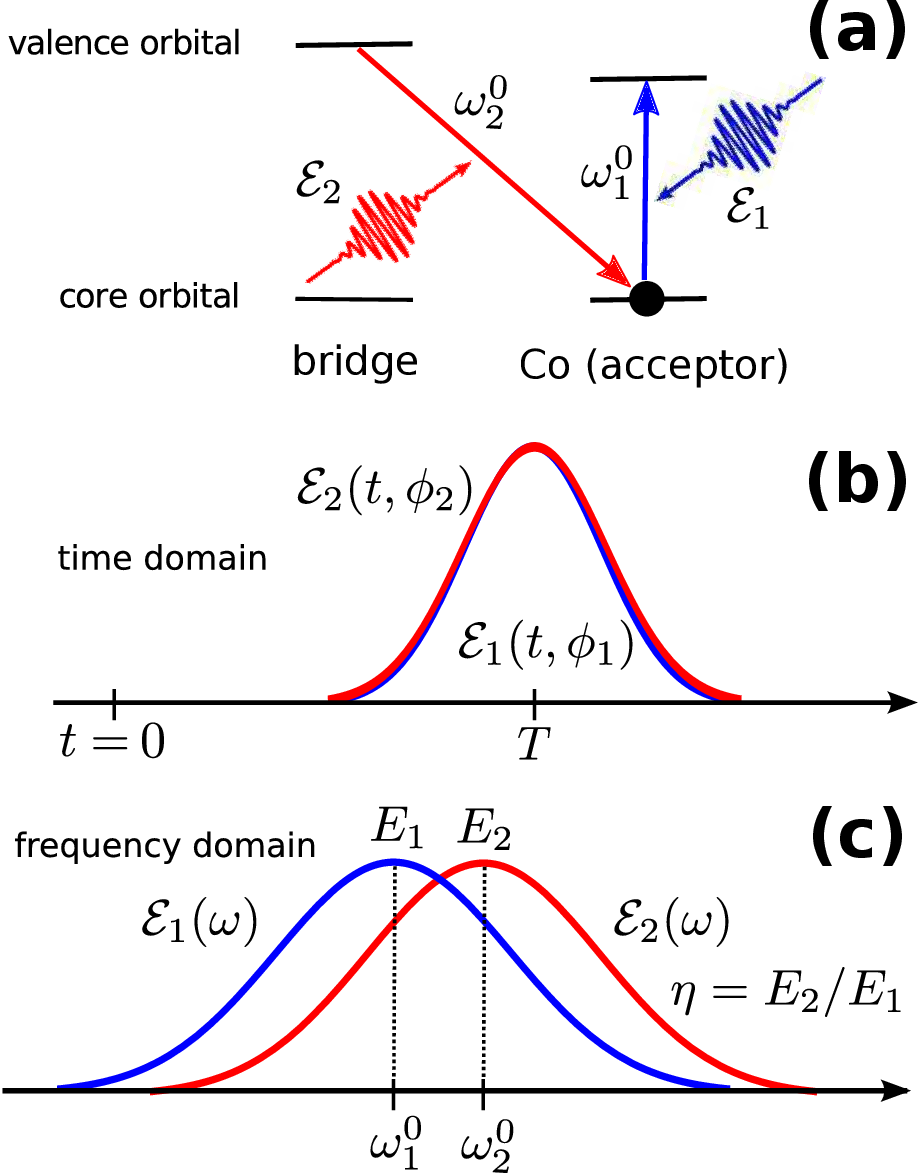 (a)
valence orbital
ω₂⁰
ℰ₂
ω₁⁰
ℰ₁
core orbital
bridge
Co (acceptor)
(b)
ℰ₂(t, ϕ₂)
time domain
ℰ₁(t, ϕ₁)
t = 0
T
(c)
frequency domain
E₁
E₂
ℰ₁(ω)
ℰ₂(ω)
η = E₂/E₁
ω₁⁰
ω₂⁰